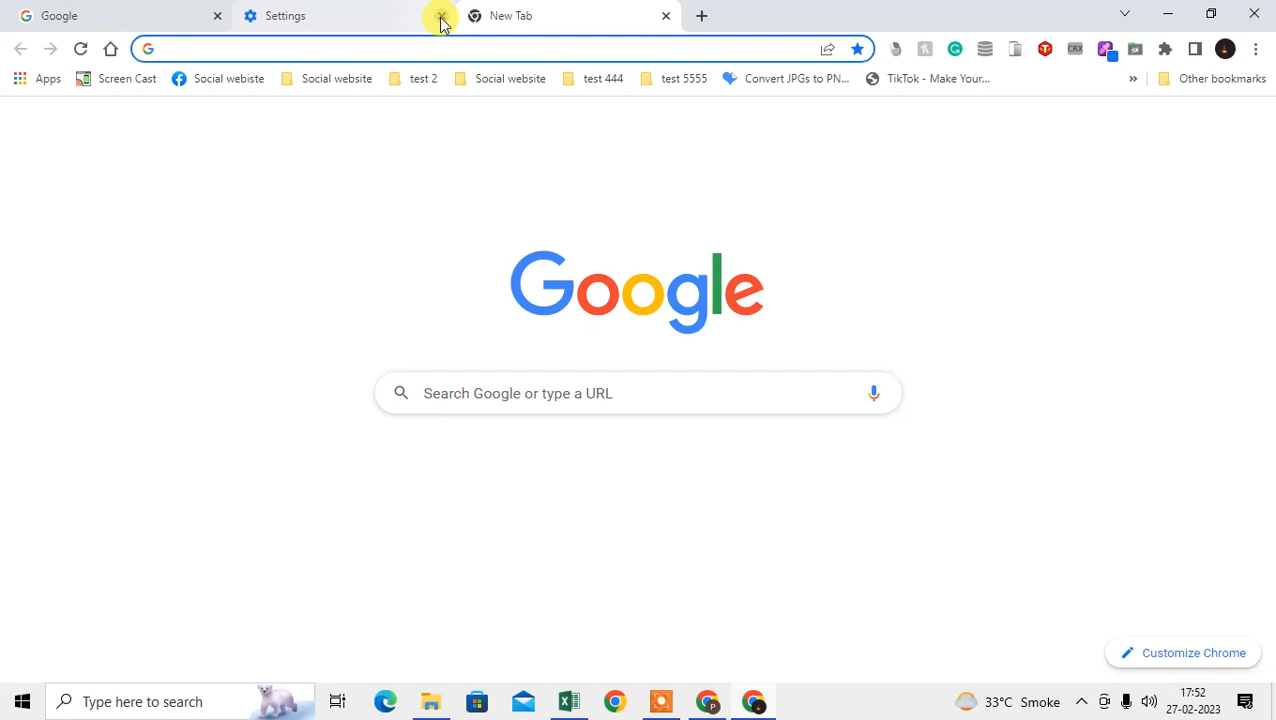 Google
Settings
New Tab
Apps
Screen Cast
Social webiste
Social website
test 2
Social website
test 444
test 5555
Convert JPGs to PN...
TikTok - Make Your...
»
Other bookmarks
CRX
Google
Search Google or type a URL
Customize Chrome
Type here to search
33°C Smoke
17:52
27-02-2023